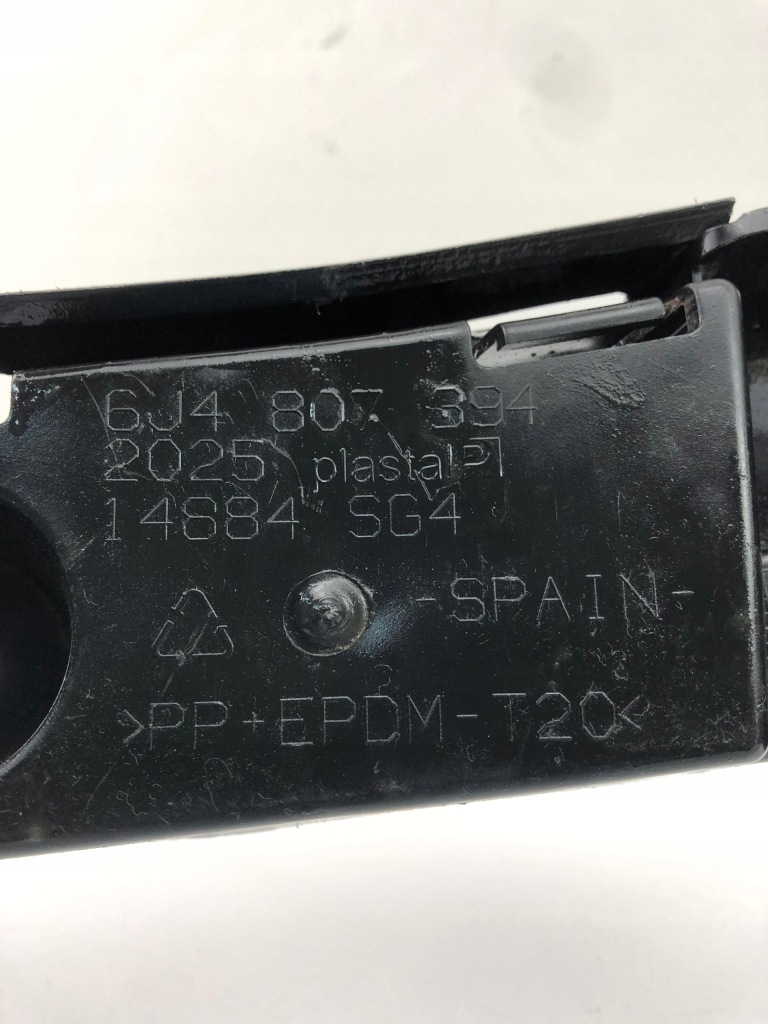 6J4 807 394
2025 plastal
14884 SG4
-SPAIN-
>PP+EPDM-T20<